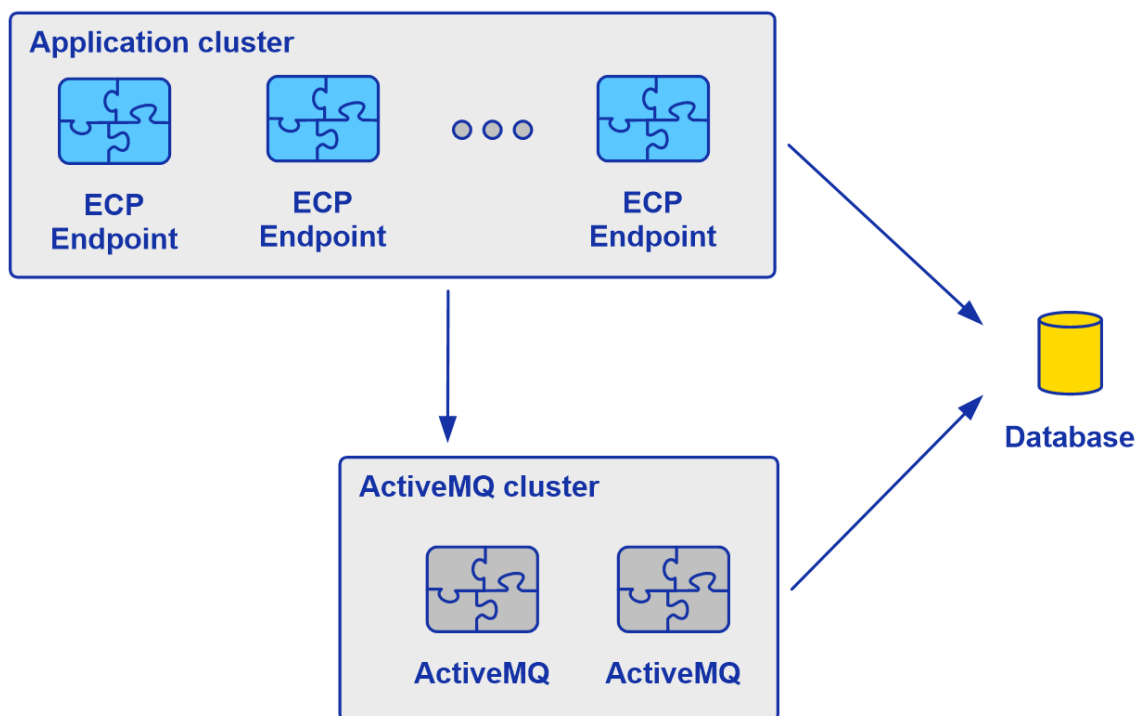 Application cluster
ECP
Endpoint
ECP
Endpoint
ECP
Endpoint
Database
ActiveMQ cluster
ActiveMQ
ActiveMQ